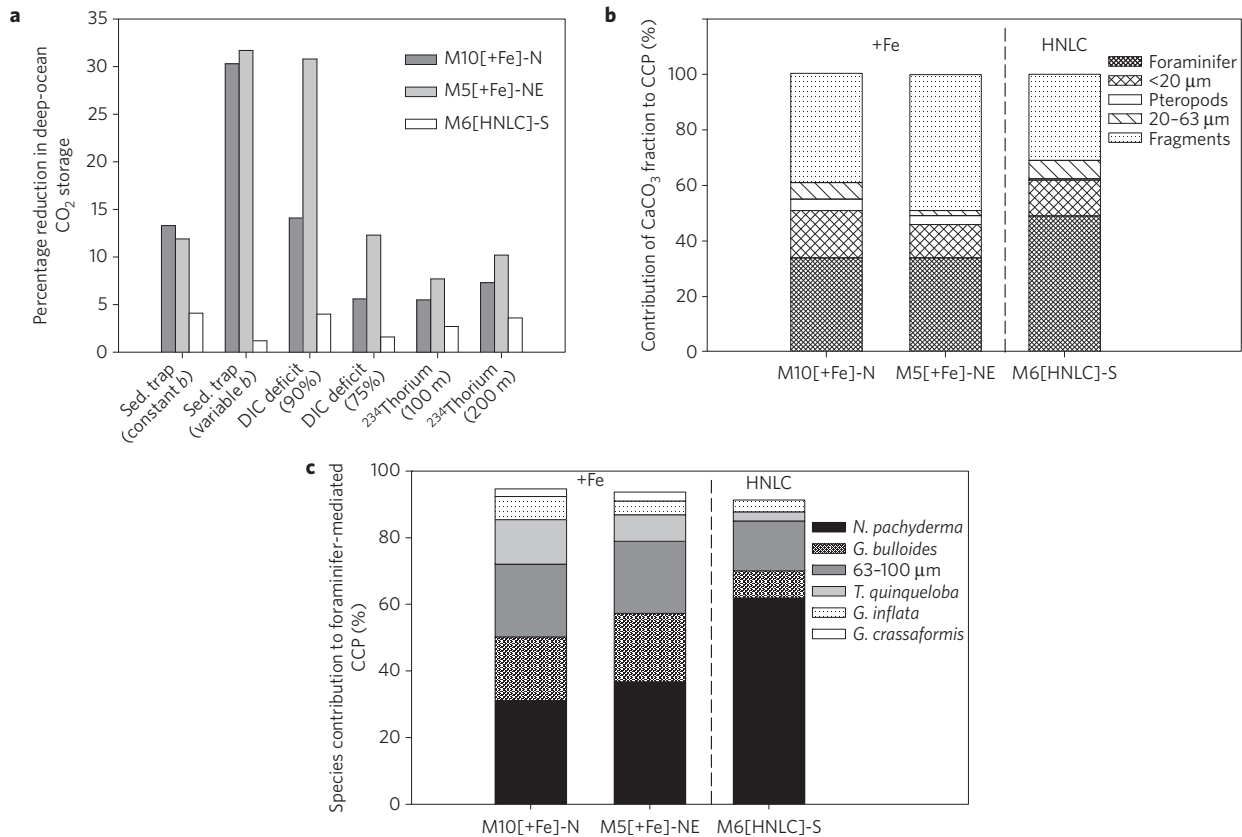 a
Percentage reduction in deep-ocean
CO₂ storage
35
30
25
20
15
10
5
0
M10[+Fe]-N
M5[+Fe]-NE
M6[HNLC]-S
Sed. trap
(constant b)
Sed. trap
(variable b)
DIC deficit
(90%)
DIC deficit
(75%)
²³⁴Thorium
(100 m)
²³⁴Thorium
(200 m)
b
Contribution of CaCO₃ fraction to CCP (%)
100
80
60
40
20
0
+Fe
HNLC
Foraminifer
<20 μm
Pteropods
20–63 μm
Fragments
M10[+Fe]-N
M5[+Fe]-NE
M6[HNLC]-S
c
Species contribution to foraminifer-mediated
CCP (%)
100
80
60
40
20
0
+Fe
HNLC
N. pachyderma
G. bulloides
63–100 μm
T. quinqueloba
G. inflata
G. crassaformis
M10[+Fe]-N
M5[+Fe]-NE
M6[HNLC]-S